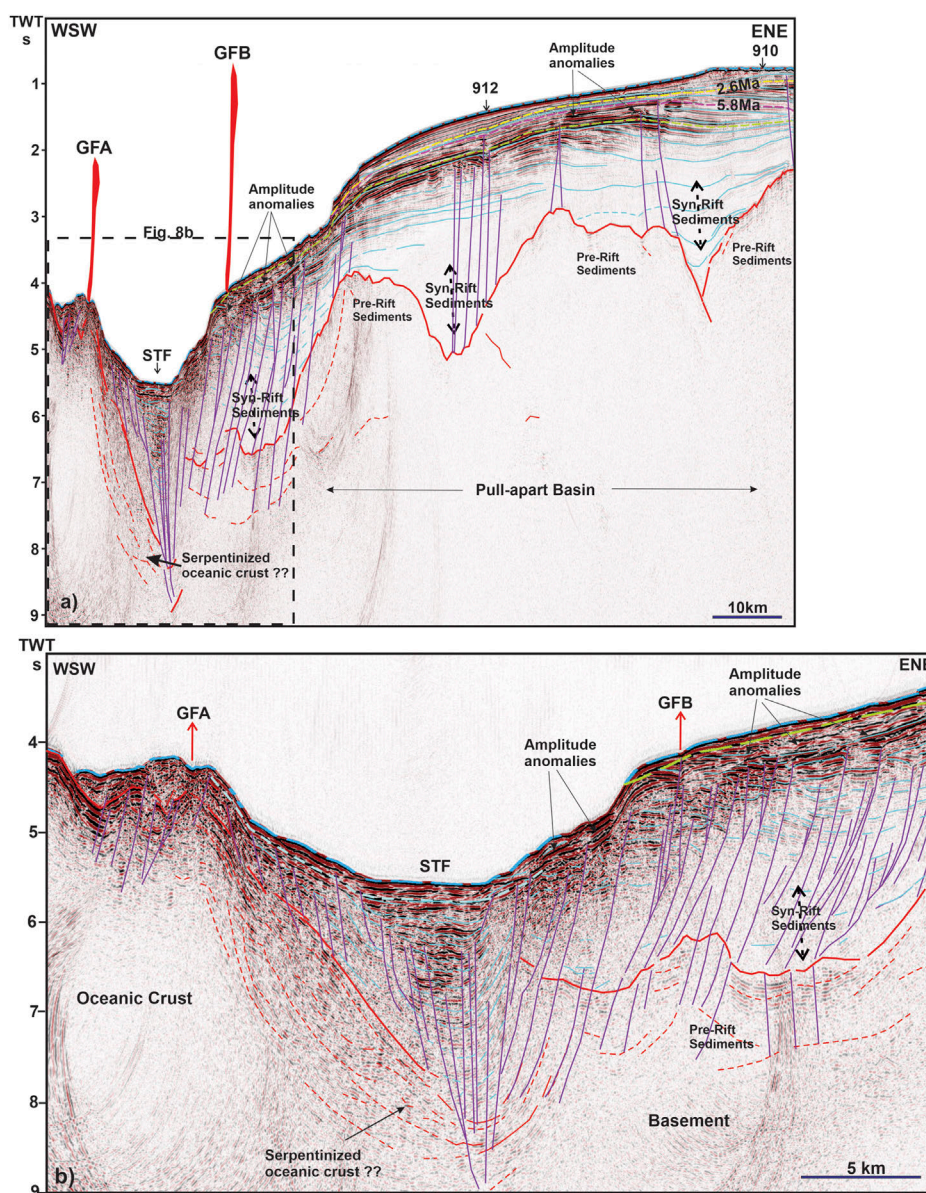 TWT
s
WSW
ENE
GFB
910
Amplitude
anomalies
1
2.6Ma
912
5.8Ma
GFA
2
Amplitude
anomalies
Syn-Rift
Sediments
3
Fig. 8b
Pre-Rift
Sediments
Pre-Rift
Sediments
4
Syn-Rift
Sediments
Pre-Rift
Sediments
5
STF
Syn-Rift
Sediments
6
7
Pull-apart Basin
8
Serpentinized
oceanic crust ??
9
a)
10km
TWT
s
WSW
ENE
Amplitude
anomalies
GFA
GFB
4
Amplitude
anomalies
5
STF
Syn-Rift
Sediments
6
Oceanic Crust
7
Pre-Rift
Sediments
8
Basement
Serpentinized
oceanic crust ??
5 km
9
b)